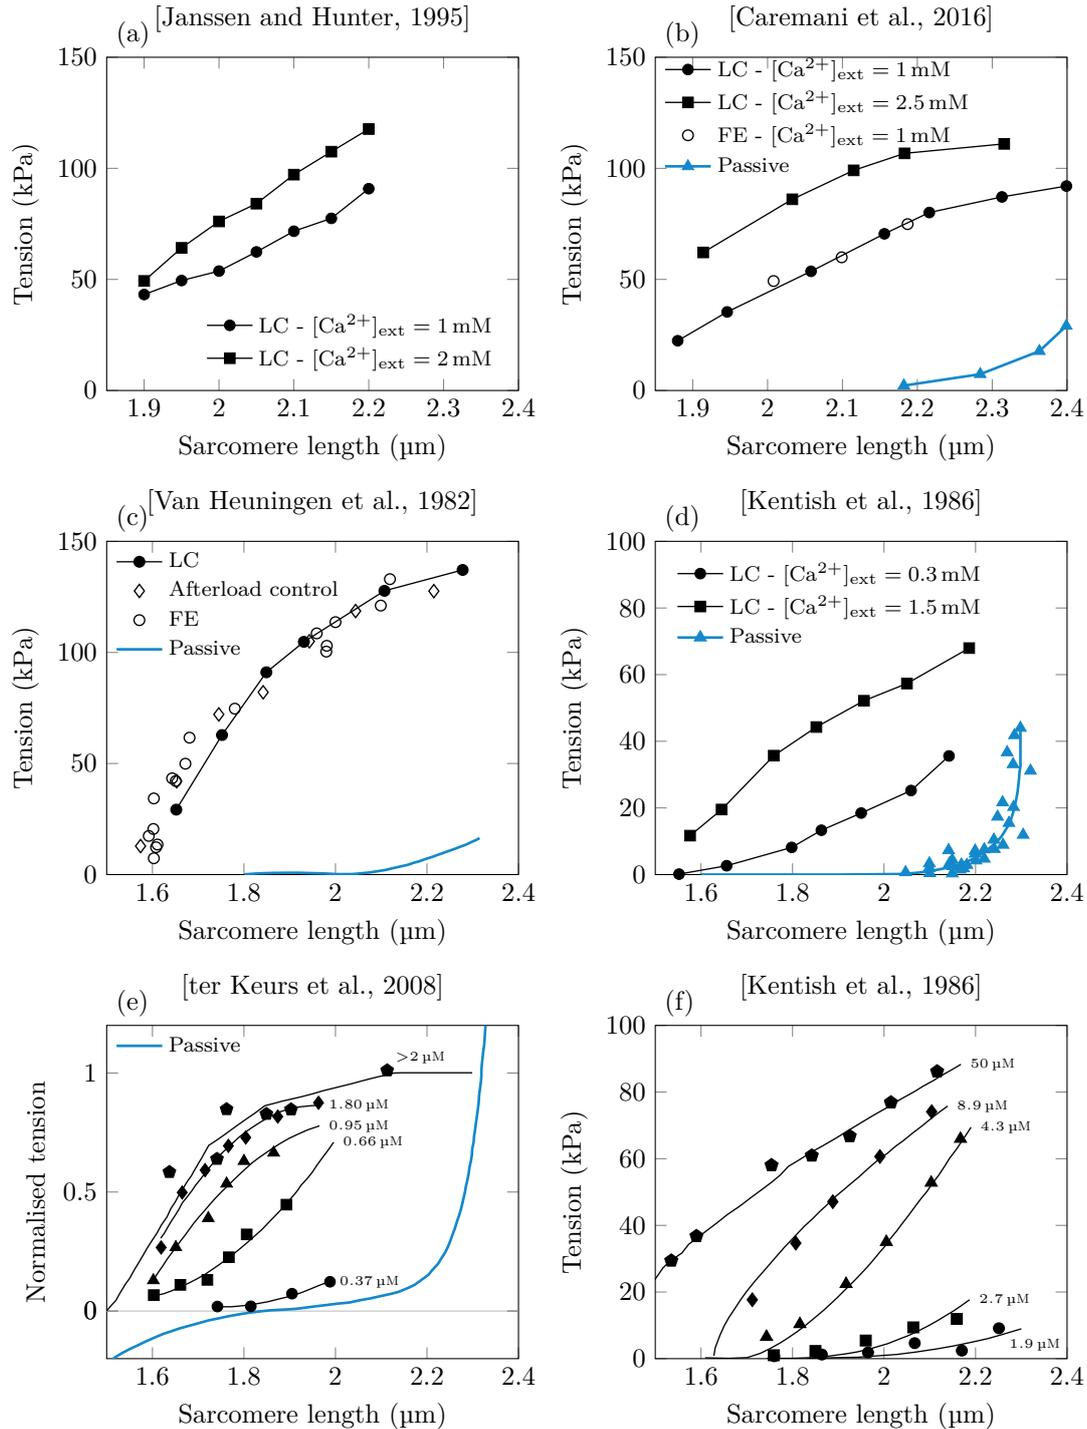 [Janssen and Hunter, 1995]
(a)
150
100
50
0
Tension (kPa)
LC - [Ca²⁺]ext = 1 mM
LC - [Ca²⁺]ext = 2 mM
1.9 2 2.1 2.2 2.3 2.4
Sarcomere length (µm)
[Caremani et al., 2016]
(b)
150
100
50
0
Tension (kPa)
LC - [Ca²⁺]ext = 1 mM
LC - [Ca²⁺]ext = 2.5 mM
FE - [Ca²⁺]ext = 1 mM
Passive
1.9 2 2.1 2.2 2.3 2.4
Sarcomere length (µm)
[Van Heuningen et al., 1982]
(c)
150
100
50
0
Tension (kPa)
LC
Afterload control
FE
Passive
1.6 1.8 2 2.2 2.4
Sarcomere length (µm)
[Kentish et al., 1986]
(d)
100
80
60
40
20
0
Tension (kPa)
LC - [Ca²⁺]ext = 0.3 mM
LC - [Ca²⁺]ext = 1.5 mM
Passive
1.6 1.8 2 2.2 2.4
Sarcomere length (µm)
[ter Keurs et al., 2008]
(e)
1
0.5
0
Normalised tension
Passive
>2 µM
1.80 µM
0.95 µM
0.66 µM
0.37 µM
1.6 1.8 2 2.2 2.4
Sarcomere length (µm)
[Kentish et al., 1986]
(f)
100
80
60
40
20
0
Tension (kPa)
50 µM
8.9 µM
4.3 µM
2.7 µM
1.9 µM
1.6 1.8 2 2.2 2.4
Sarcomere length (µm)